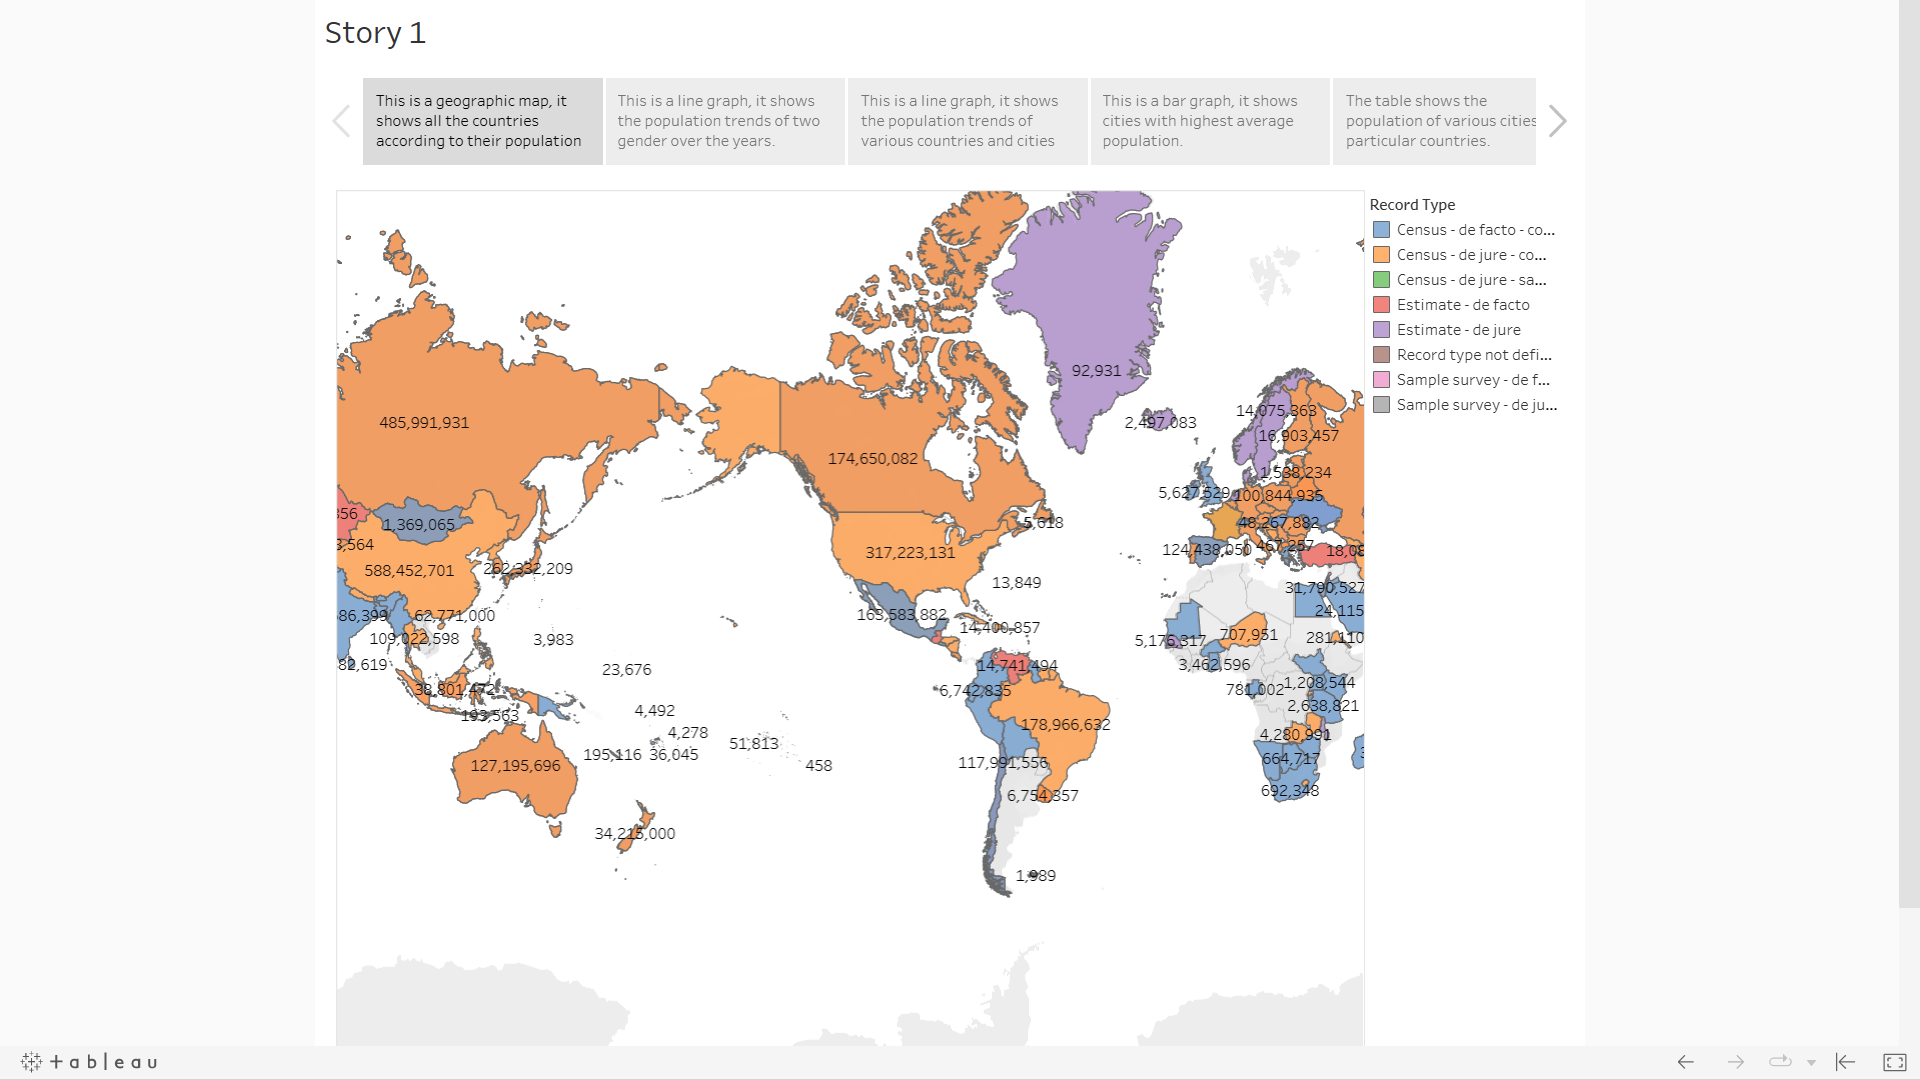 Story 1
This is a geographic map, it
shows all the countries
according to their population
This is a line graph, it shows
the population trends of two
gender over the years.
This is a line graph, it shows
the population trends of
various countries and cities
This is a bar graph, it shows
cities with highest average
population.
The table shows the
population of various cities
particular countries.
Record Type
Census - de facto - co...
Census - de jure - co...
Census - de jure - sa...
Estimate - de facto
Estimate - de jure
Record type not defi...
Sample survey - de f...
Sample survey - de ju...
92,931
14,075,363
485,991,931
2,497,083
16,903,457
174,650,082
1,538,234
5,627,529
100,844,935
356
1,369,065
5,618
48,267,882
3,564
317,223,131
124,438,050
467,257
18,08
588,452,701
262,332,209
13,849
31,790,527
86,399
62,771,000
163,583,882
24,115
14,400,857
109,022,598
3,983
5,176,317
707,951
281,110
82,619
23,676
14,741,494
3,462,596
38,801,472
6,742,835
781,002
1,208,544
193,563
4,492
2,638,821
178,966,632
4,278
4,280,991
195,116
36,045
51,813
117,991,556
664,717
127,195,696
458
6,754,357
692,348
34,215,000
1,989
+ a b l e a u